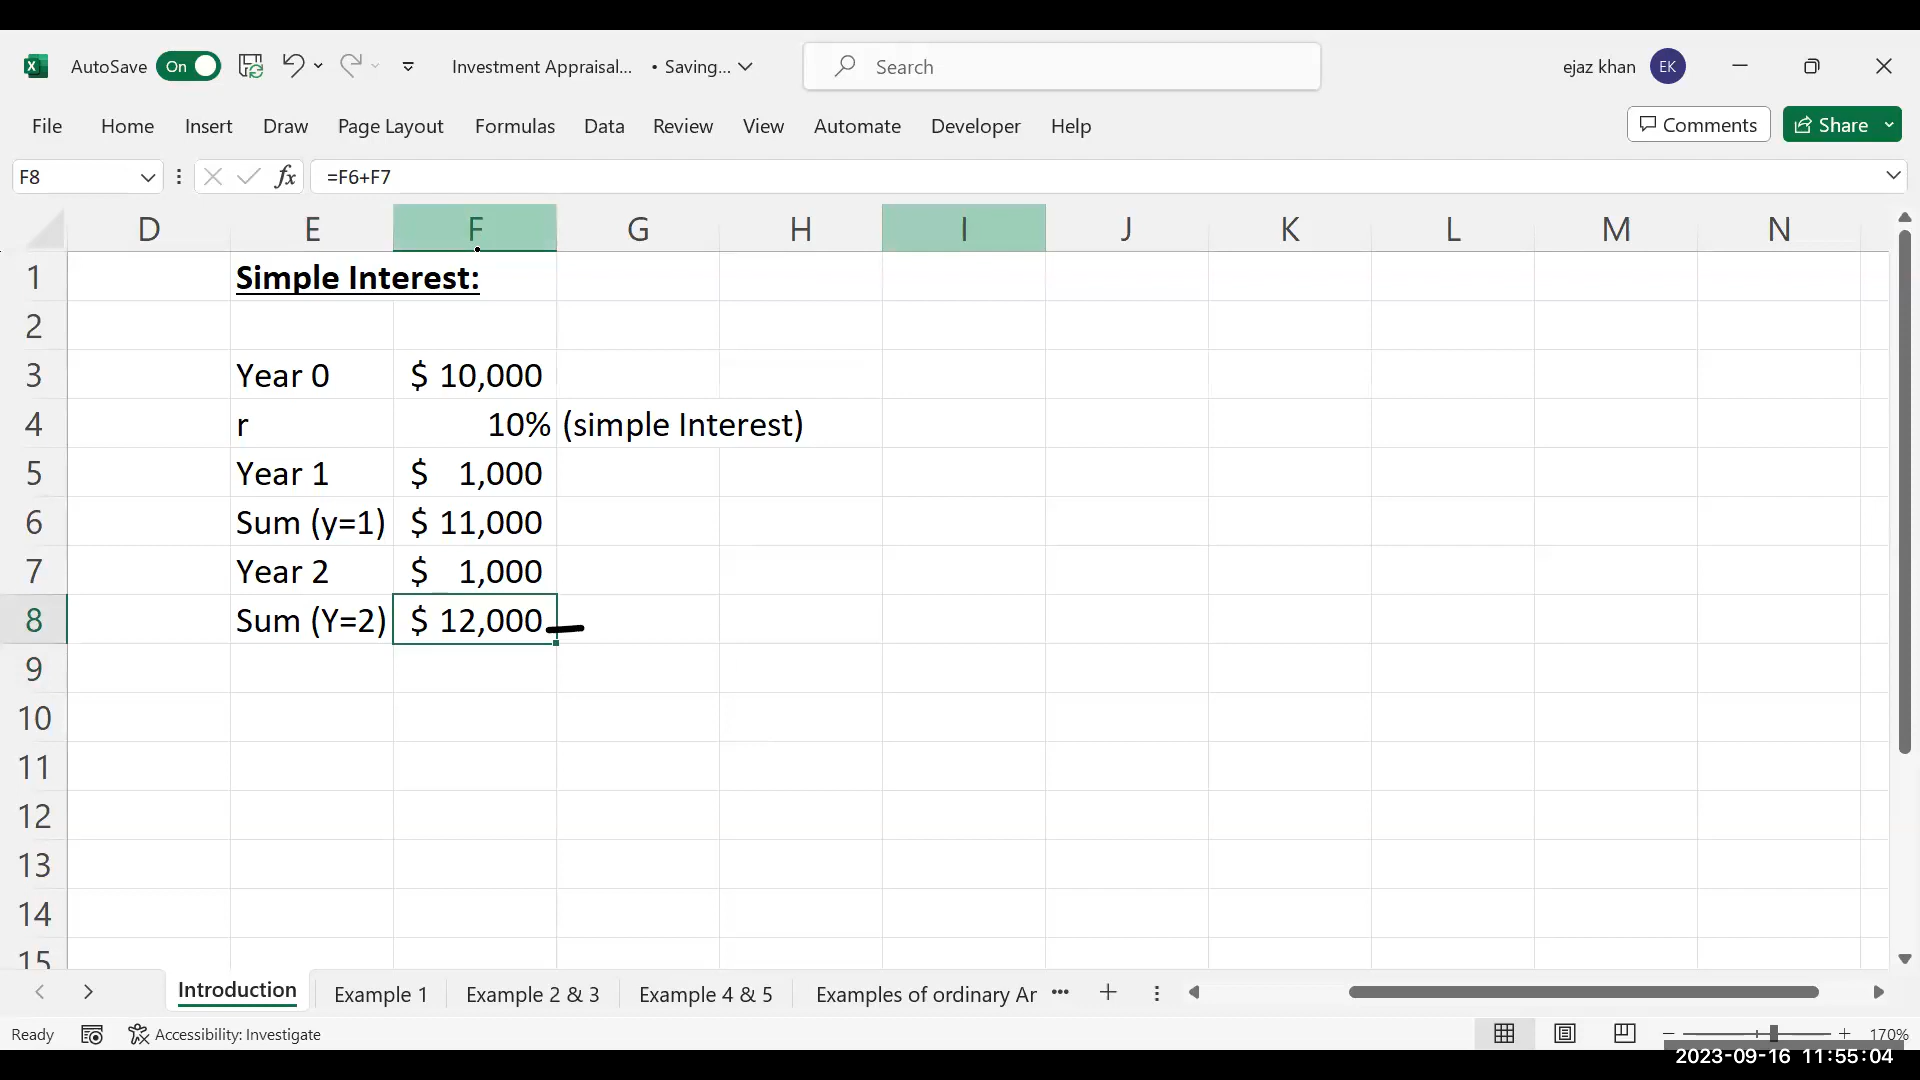 AutoSave On Investment Appraisal... • Saving... Search ejaz khan EK
File Home Insert Draw Page Layout Formulas Data Review View Automate Developer Help Comments Share
F8 fx =F6+F7
D E F G H I J K L M N
1 Simple Interest:
2
3 Year 0 $ 10,000
4 r 10% (simple Interest)
5 Year 1 $ 1,000
6 Sum (y=1) $ 11,000
7 Year 2 $ 1,000
8 Sum (Y=2) $ 12,000
9
10
11
12
13
14
15
Introduction Example 1 Example 2 & 3 Example 4 & 5 Examples of ordinary Ar ...
Ready Accessibility: Investigate 170%
2023-09-16 11:55:04